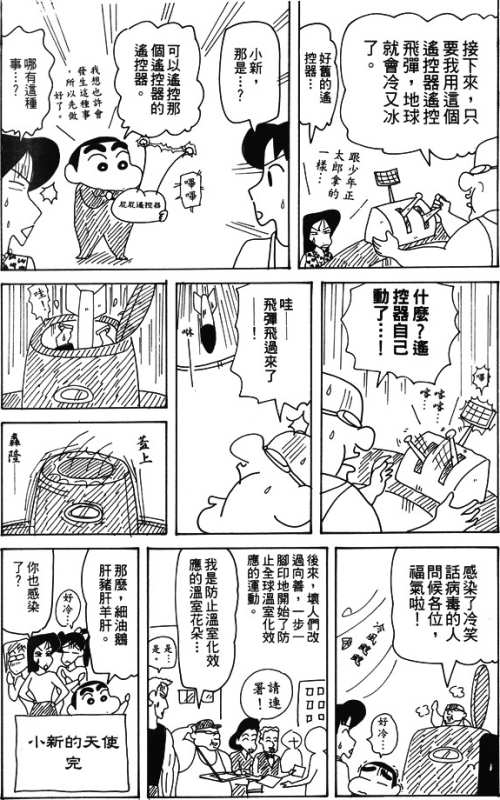 接下來，只
要我用這個
遙控器遙控
飛彈，地球
就會冷又冰
了。
好舊的遙
控器…
跟少年正
太郎拿的
一樣…
小新，
那是…？
嗶
嗶
可以遙控那
個遙控器的
遙控器。
屁屁遙控器
我想也許會
發生這種事
，所以先做
好了。
哪有這種
事…？
什麼？遙
控器自己
動了…！
哇——
飛彈飛過來了
——！
咻
哇！
蓋上
轟隆
感染了冷笑
話病毒的人
問候各位，
福氣啦！
冷風颼颼
好冷…
後來，壞人們改
過向善，一步一
腳印地開始了防
止全球溫室化效
應的運動。
我是防止溫室化效
應的溫室花朵…
請連
署！
是…
是。
那麼，細油鵝
肝豬肝羊肝。
好冷…
你也感染
了？
小新的天使
完